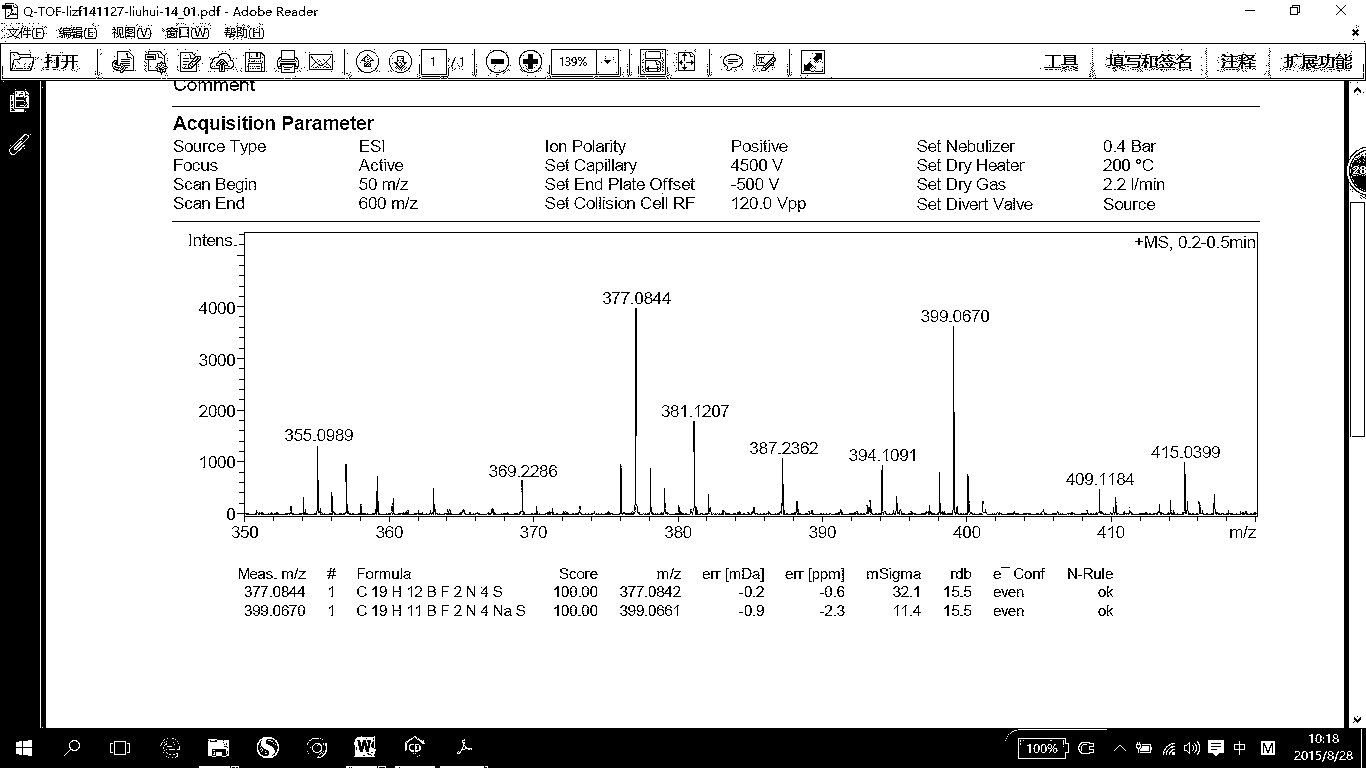 Q-TOF-lizf141127-liuhui-14_01.pdf - Adobe Reader
文件(F) 编辑(E) 视图(V) 窗口(W) 帮助(H)
打开 1 / 1 139% 工具 填写和签名 注释 扩展功能
Comment
Acquisition Parameter
Source Type ESI Ion Polarity Positive Set Nebulizer 0.4 Bar
Focus Active Set Capillary 4500 V Set Dry Heater 200 °C
Scan Begin 50 m/z Set End Plate Offset -500 V Set Dry Gas 2.2 l/min
Scan End 600 m/z Set Collision Cell RF 120.0 Vpp Set Divert Valve Source
28
Intens. +MS, 0.2-0.5min
377.0844
4000 399.0670
3000
2000 381.1207
355.0989 387.2362 394.1091 415.0399
1000 369.2286 409.1184
0
350 360 370 380 390 400 410 m/z
Meas. m/z # Formula Score m/z err [mDa] err [ppm] mSigma rdb e¯ Conf N-Rule
377.0844 1 C 19 H 12 B F 2 N 4 S 100.00 377.0842 -0.2 -0.6 32.1 15.5 even ok
399.0670 1 C 19 H 11 B F 2 N 4 Na S 100.00 399.0661 -0.9 -2.3 11.4 15.5 even ok
100% 中 M 10:18
2015/8/28